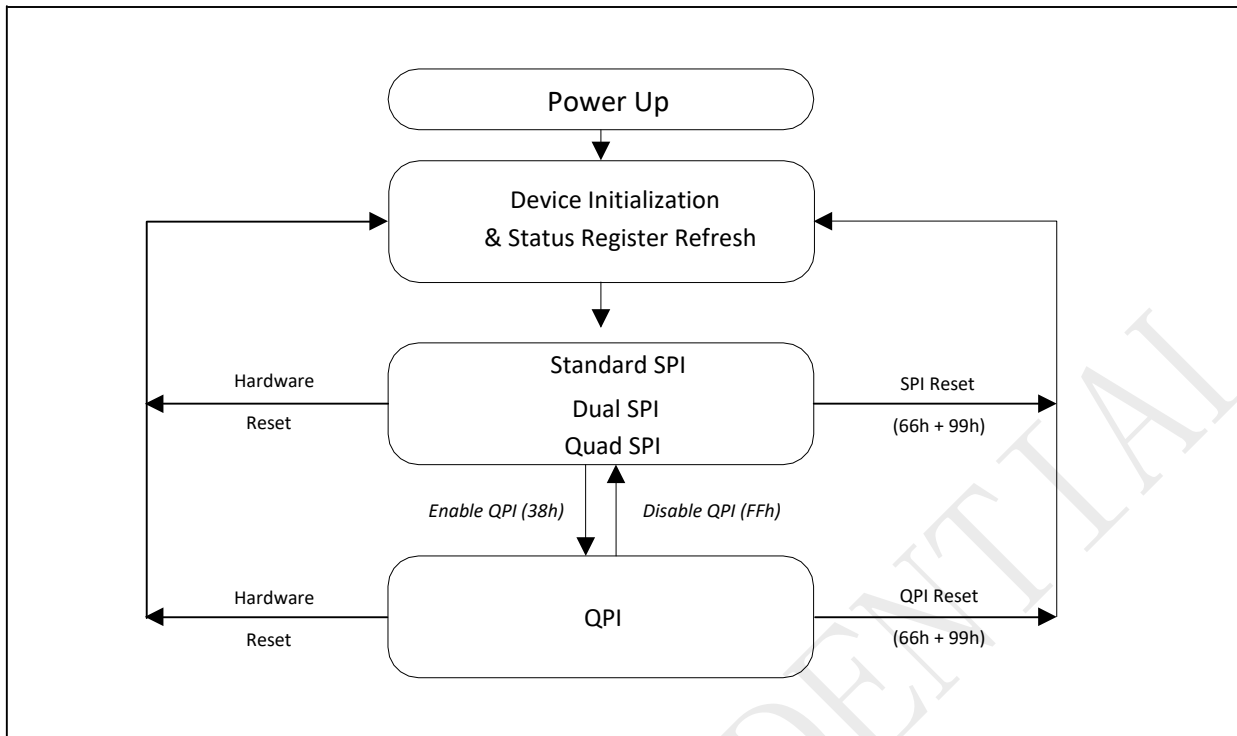 Power Up
Device Initialization
& Status Register Refresh
Standard SPI
Dual SPI
Quad SPI
Hardware
Reset
SPI Reset
(66h + 99h)
Enable QPI (38h)
Disable QPI (FFh)
QPI
Hardware
Reset
QPI Reset
(66h + 99h)
DENTIAL